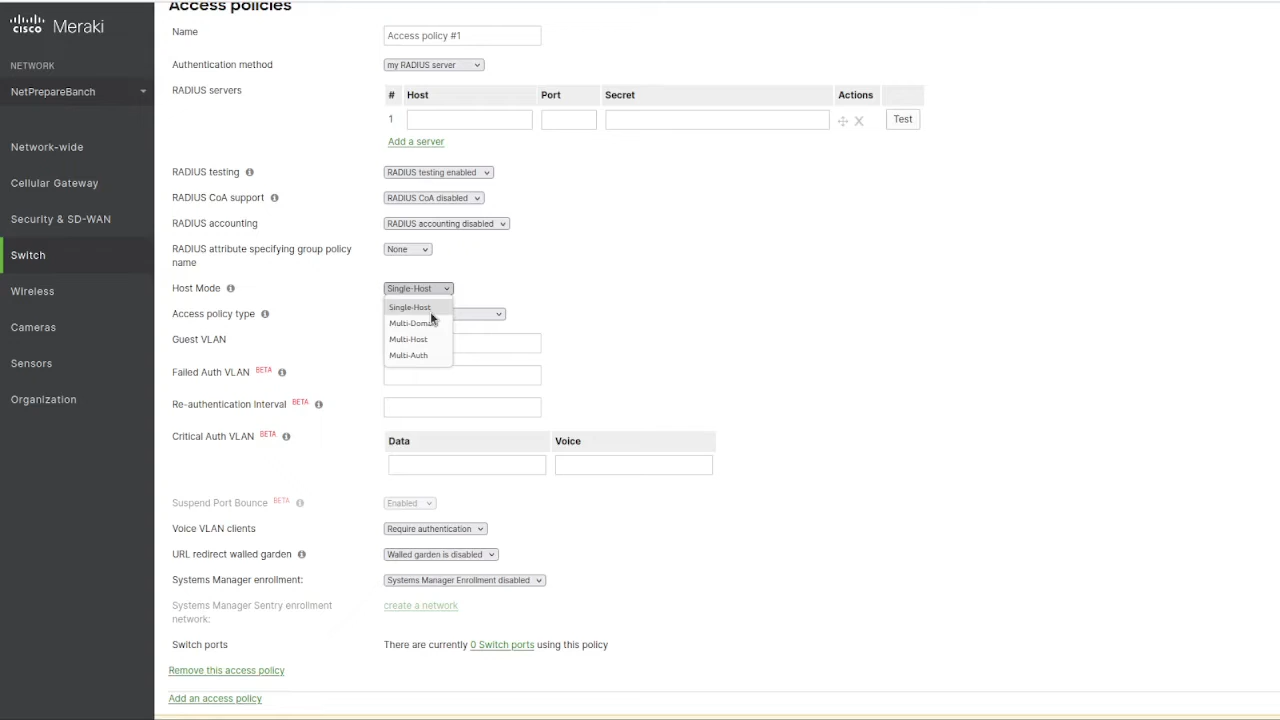 Access policies
cisco Meraki
NETWORK
NetPrepareBanch
Network-wide
Cellular Gateway
Security & SD-WAN
Switch
Wireless
Cameras
Sensors
Organization
Name Access policy #1
Authentication method my RADIUS server
RADIUS servers # Host Port Secret Actions
1 Test
Add a server
RADIUS testing RADIUS testing enabled
RADIUS CoA support RADIUS CoA disabled
RADIUS accounting RADIUS accounting disabled
RADIUS attribute specifying group policy None
name
Host Mode Single-Host
Single-Host
Access policy type
Multi-Domain
Guest VLAN Multi-Host
Multi-Auth
Failed Auth VLAN BETA
Re-authentication Interval BETA
Critical Auth VLAN BETA Data Voice
Suspend Port Bounce BETA Enabled
Voice VLAN clients Require authentication
URL redirect walled garden Walled garden is disabled
Systems Manager enrollment: Systems Manager Enrollment disabled
Systems Manager Sentry enrollment create a network
network:
Switch ports There are currently 0 Switch ports using this policy
Remove this access policy
Add an access policy